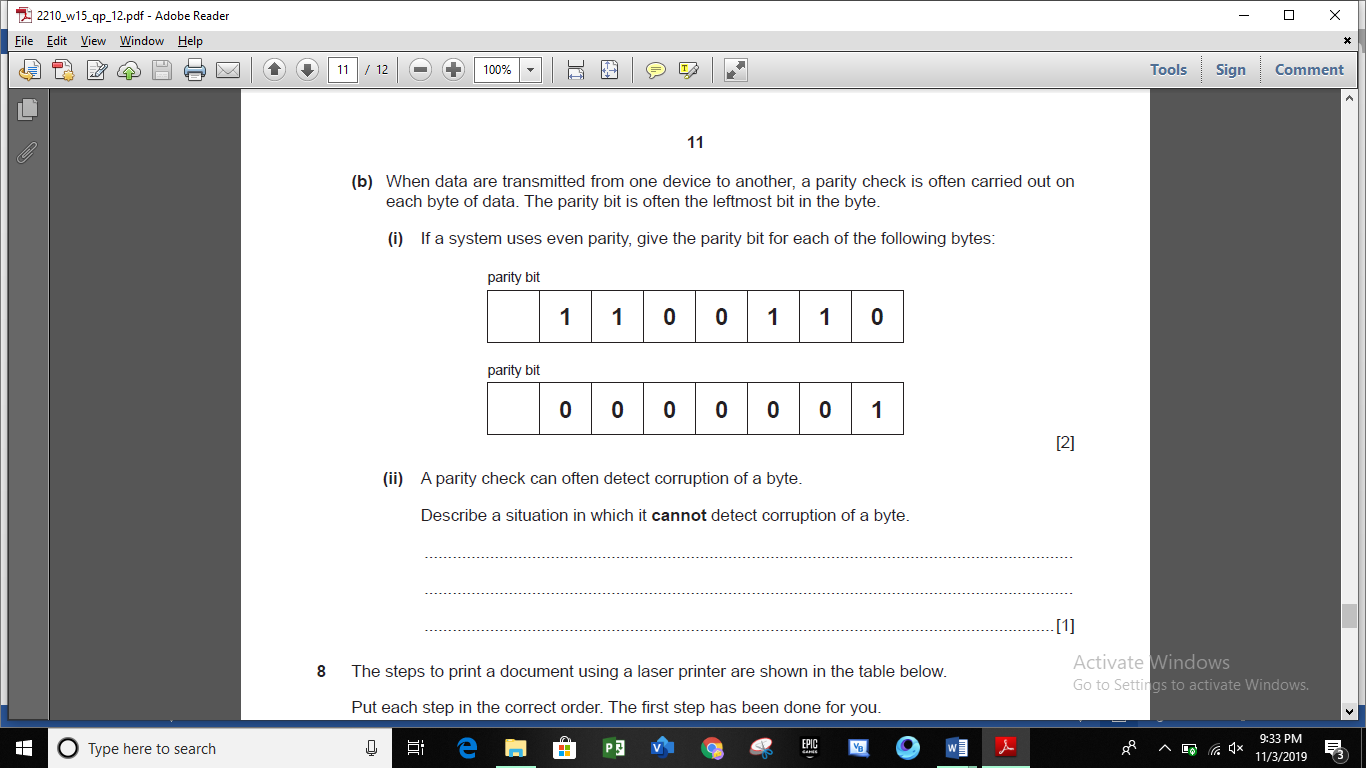 2210_w15_qp_12.pdf - Adobe Reader
File Edit View Window Help
11 / 12 100% Tools Sign Comment
11
(b) When data are transmitted from one device to another, a parity check is often carried out on
each byte of data. The parity bit is often the leftmost bit in the byte.
(i) If a system uses even parity, give the parity bit for each of the following bytes:
parity bit
1 1 0 0 1 1 0
parity bit
0 0 0 0 0 0 1
[2]
(ii) A parity check can often detect corruption of a byte.
Describe a situation in which it cannot detect corruption of a byte.
[1]
8 The steps to print a document using a laser printer are shown in the table below.
Put each step in the correct order. The first step has been done for you.
Activate Windows
Go to Settings to activate Windows.
Type here to search
EPIC GAMES
9:33 PM
11/3/2019
3